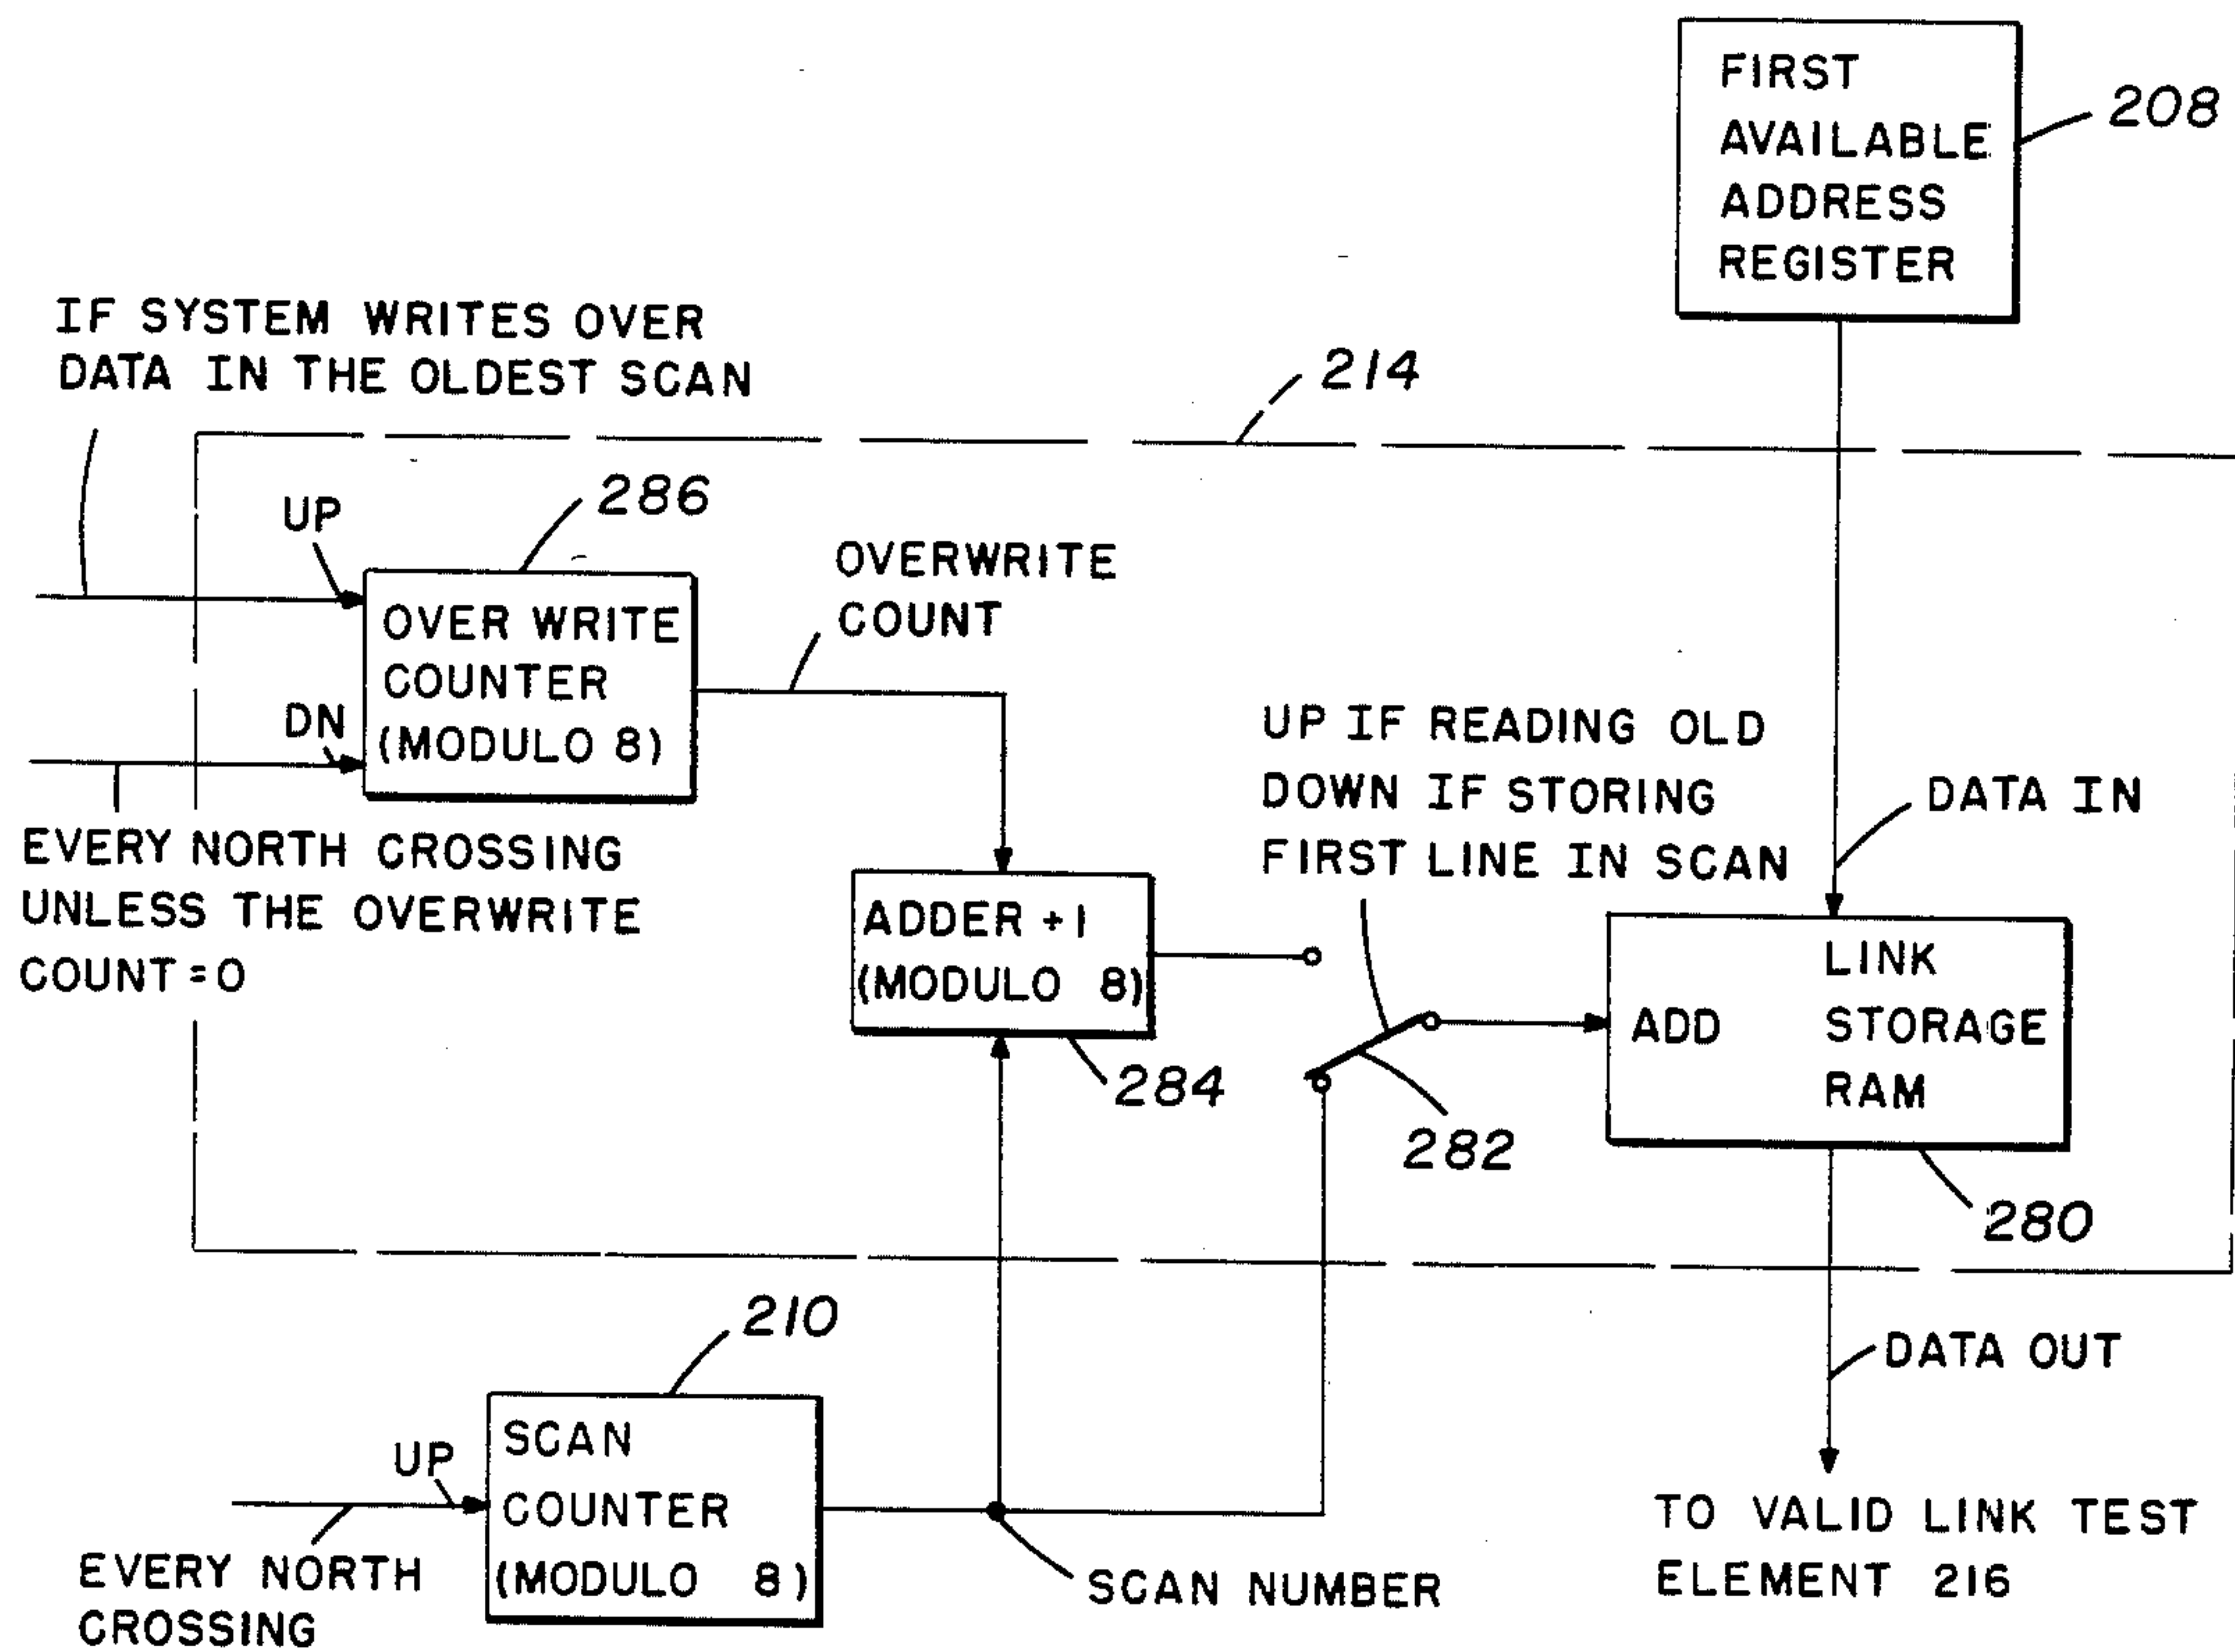 FIRST
AVAILABLE
ADDRESS
REGISTER
208
IF SYSTEM WRITES OVER
DATA IN THE OLDEST SCAN
214
UP
286
OVER WRITE
COUNTER
(MODULO 8)
OVERWRITE
COUNT
DN
EVERY NORTH CROSSING
UNLESS THE OVERWRITE
COUNT = 0
UP IF READING OLD
DOWN IF STORING
FIRST LINE IN SCAN
DATA IN
ADDER +1
(MODULO 8)
284
282
ADD
LINK
STORAGE
RAM
280
210
UP
SCAN
COUNTER
(MODULO 8)
EVERY NORTH
CROSSING
SCAN NUMBER
DATA OUT
TO VALID LINK TEST
ELEMENT 216